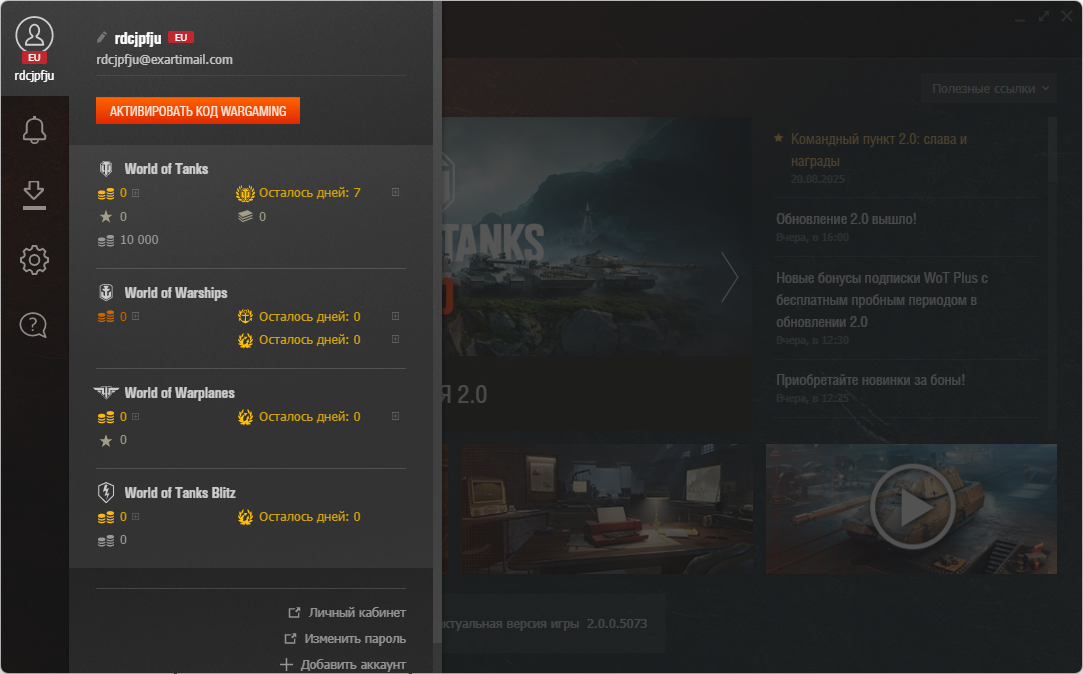 EU
rdcjpfju
rdcjpfju EU
rdcjpfju@exartimail.com
АКТИВИРОВАТЬ КОД WARGAMING
World of Tanks
0
Осталось дней: 7
0
0
10 000
World of Warships
0
Осталось дней: 0
Осталось дней: 0
World of Warplanes
0
Осталось дней: 0
0
World of Tanks Blitz
0
Осталось дней: 0
0
Личный кабинет
Изменить пароль
Добавить аккаунт
TANKS
Я 2.0
Полезные ссылки
Командный пункт 2.0: слава и
награды
20.08.2025
Обновление 2.0 вышло!
Вчера, в 16:00
Новые бонусы подписки WoT Plus с
бесплатным пробным периодом в
обновлении 2.0
Вчера, в 12:30
Приобретайте новинки за боны!
Вчера, в 12:25
ктуальная версия игры 2.0.0.5073